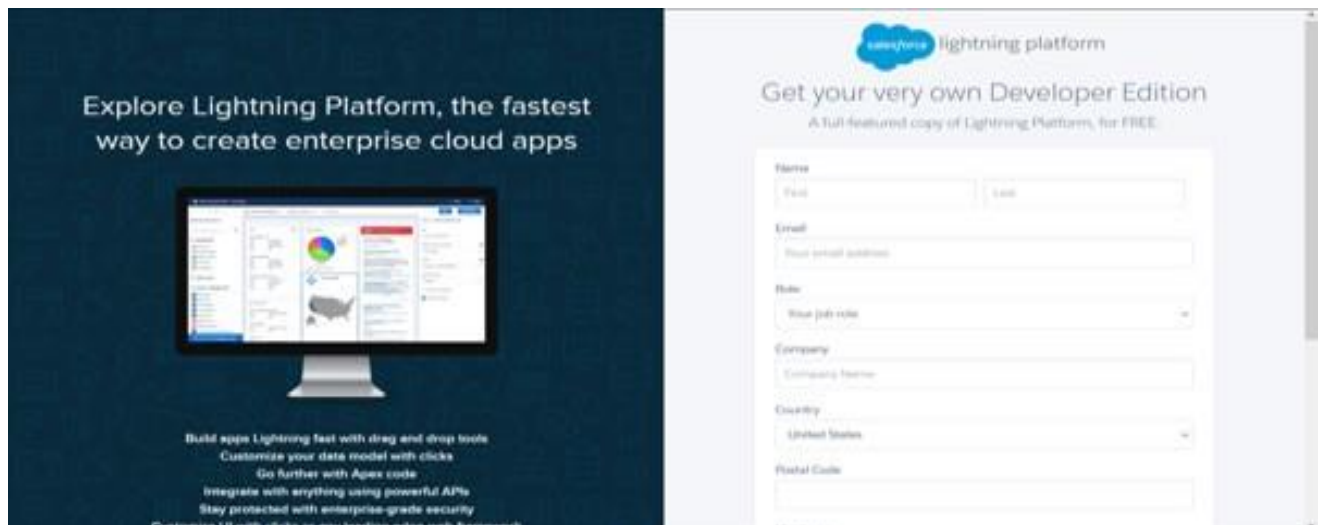 Explore Lightning Platform, the fastest
way to create enterprise cloud apps
Build apps Lightning fast with drag and drop tools
Customize your data model with clicks
Go further with Apex code
Integrate with anything using powerful APIs
Stay protected with enterprise-grade security
salesforce lightning platform
Get your very own Developer Edition
A full-featured copy of Lightning Platform, for FREE.
Name
First Last
Email
Your email address
Role
Your job role
Company
Company Name
Country
United States
Postal Code